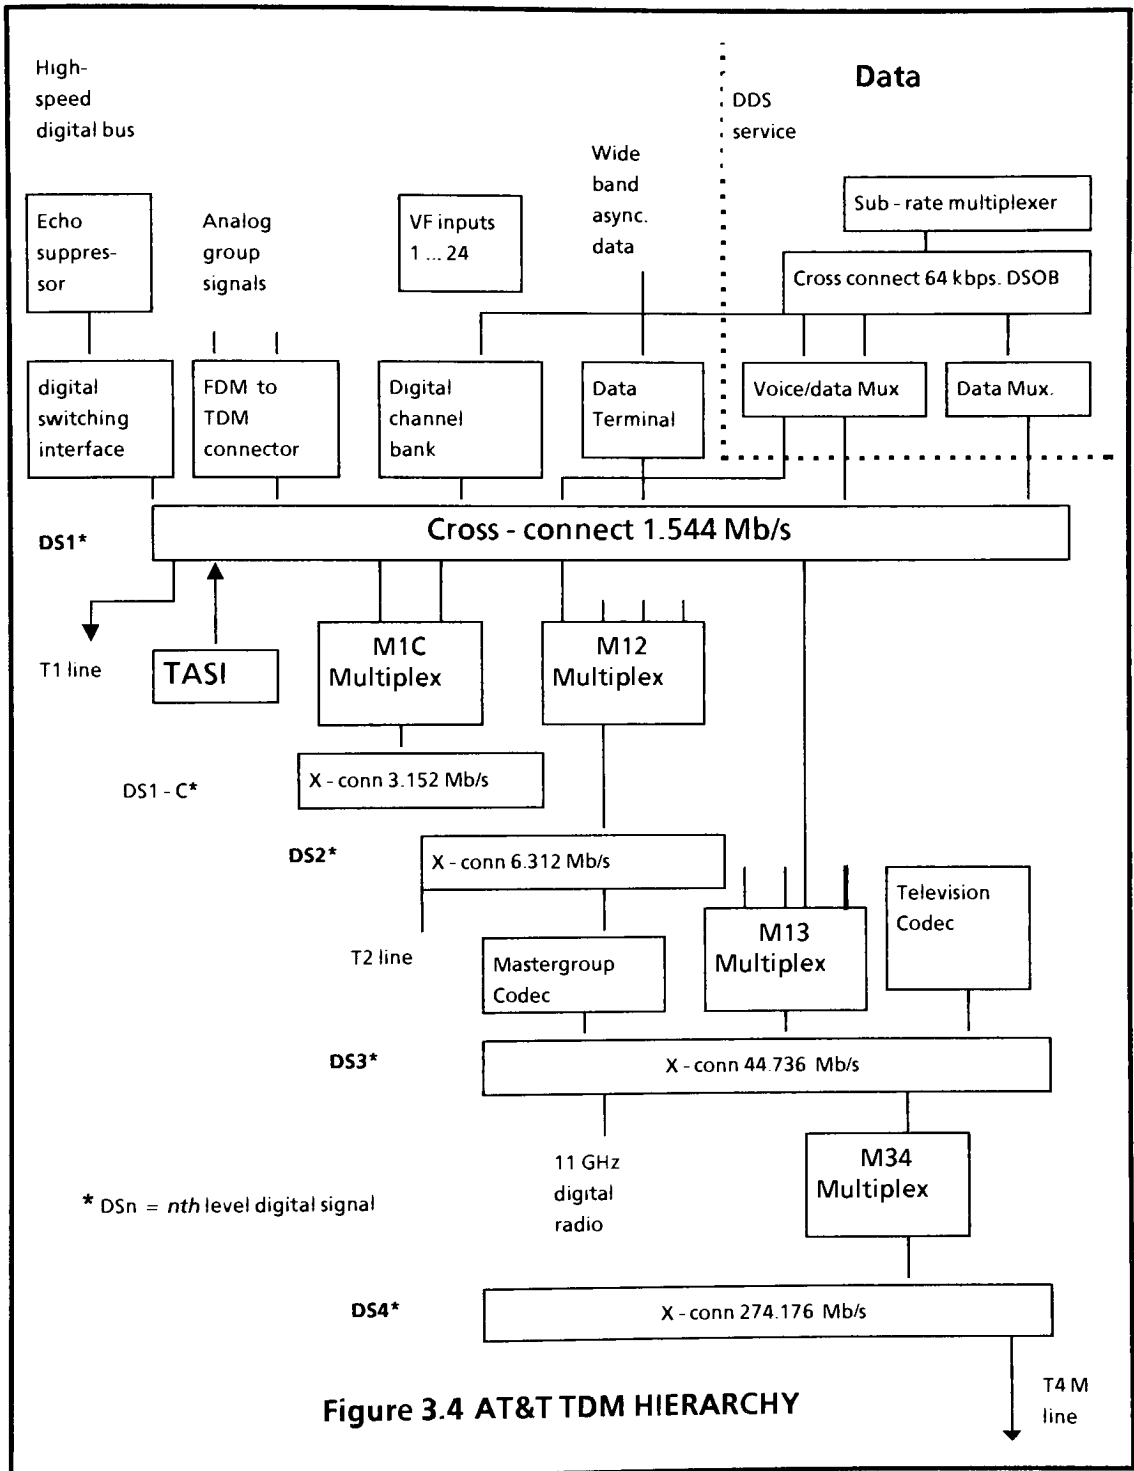 High-
speed
digital bus
Data
DDS
service
Wide
band
async.
data
Sub - rate multiplexer
Echo
suppres-
sor
Analog
group
signals
VF inputs
1 ... 24
Cross connect 64 kbps. DSOB
digital
switching
interface
FDM to
TDM
connector
Digital
channel
bank
Data
Terminal
Voice/data Mux
Data Mux.
DS1*
Cross - connect 1.544 Mb/s
T1 line
TASI
M1C
Multiplex
M12
Multiplex
DS1 - C*
X - conn 3.152 Mb/s
DS2*
X - conn 6.312 Mb/s
T2 line
Mastergroup
Codec
M13
Multiplex
Television
Codec
DS3*
X - conn 44.736 Mb/s
11 GHz
digital
radio
M34
Multiplex
* DSn = nth level digital signal
DS4*
X - conn 274.176 Mb/s
T4 M
line
Figure 3.4 AT&T TDM HIERARCHY